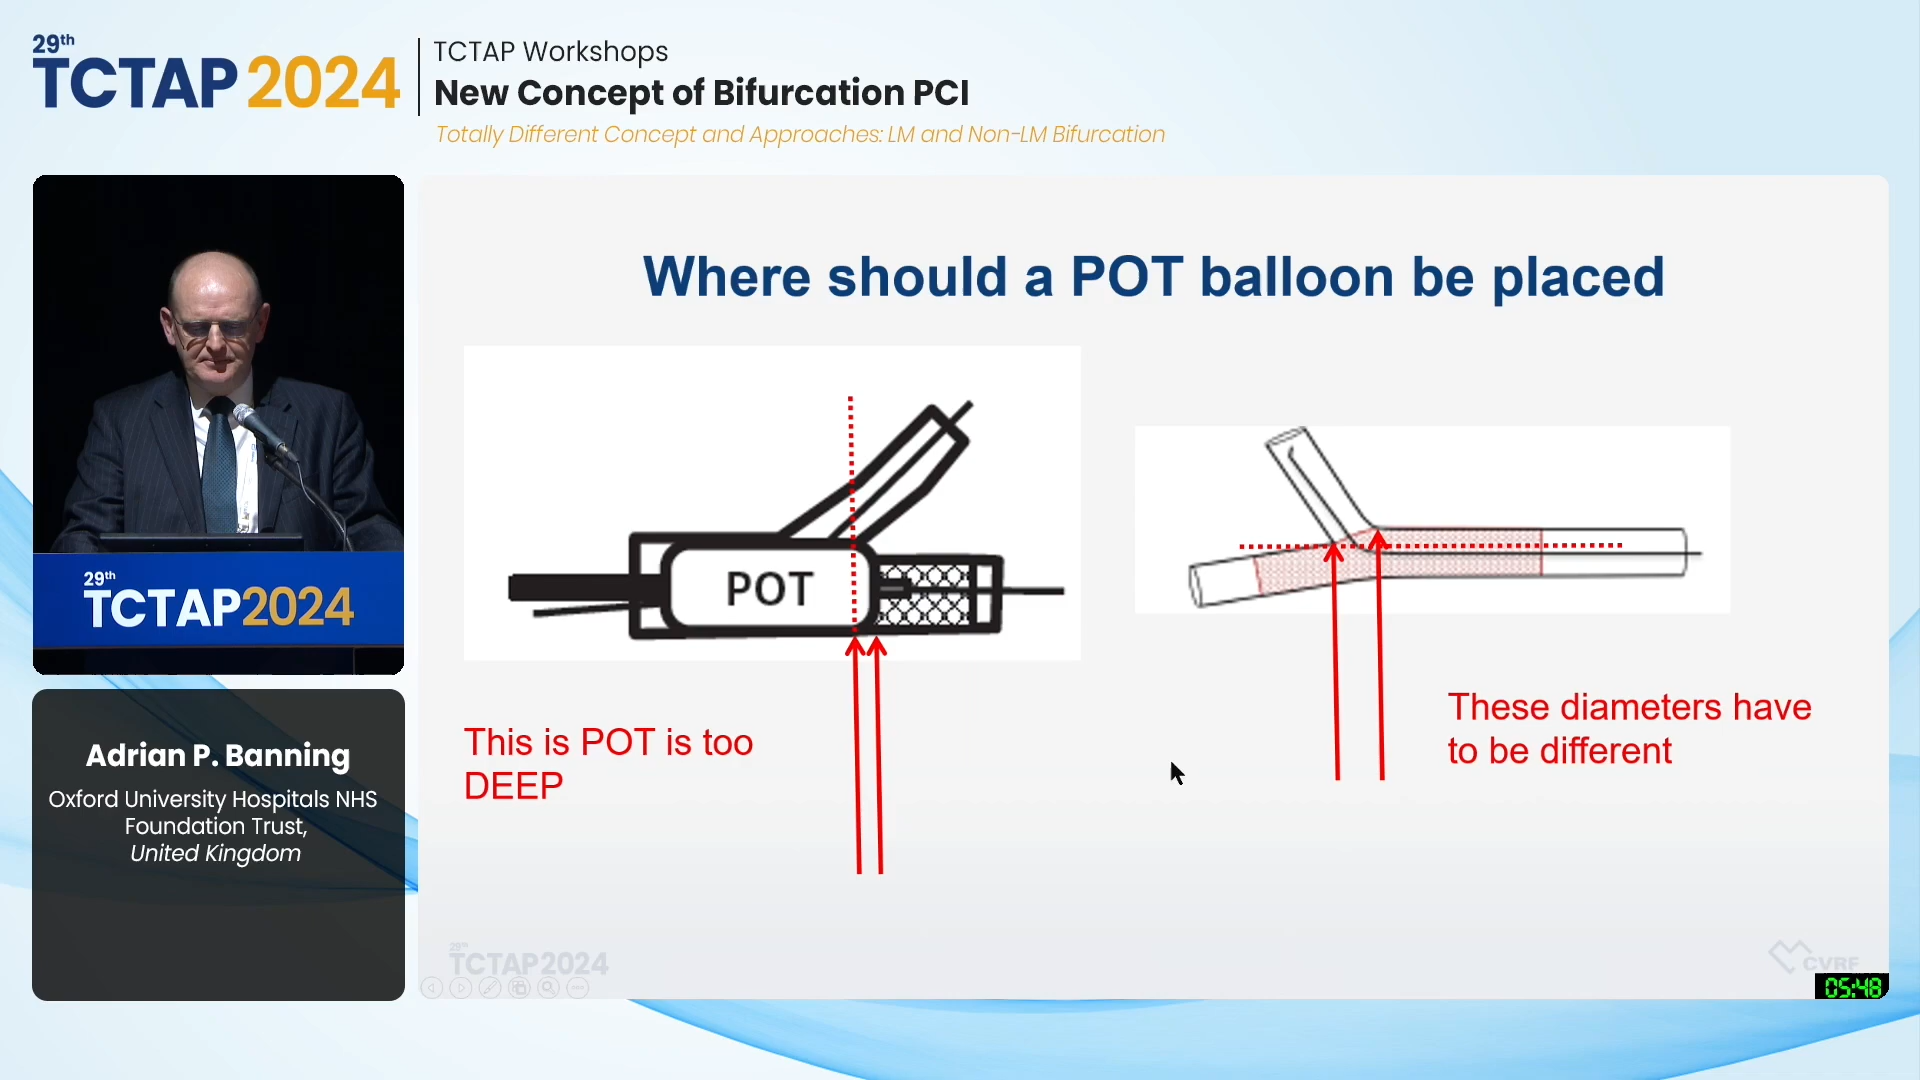 29th
TCTAP 2024
TCTAP Workshops
New Concept of Bifurcation PCI
Totally Different Concept and Approaches: LM and Non-LM Bifurcation
29th
TCTAP2024
Adrian P. Banning
Oxford University Hospitals NHS
Foundation Trust,
United Kingdom
Where should a POT balloon be placed
POT
This is POT is too
DEEP
These diameters have
to be different
29th
TCTAP2024
CVRF
05:48